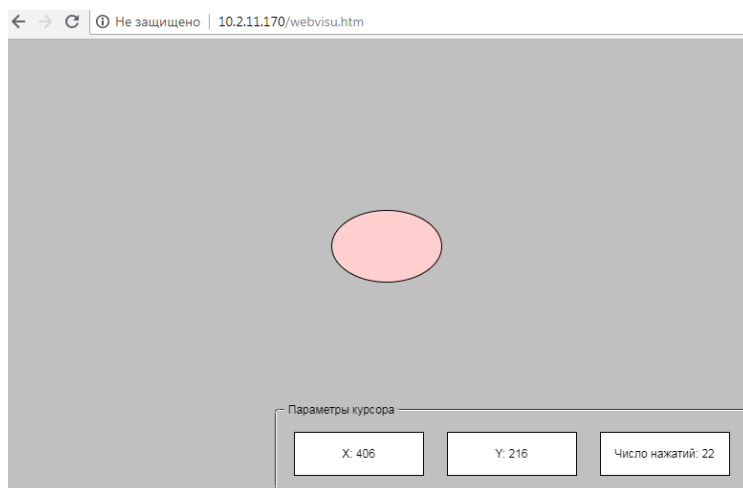 Не защищено | 10.2.11.170/webvisu.htm
Параметры курсора
X: 406 Y: 216 Число нажатий: 22